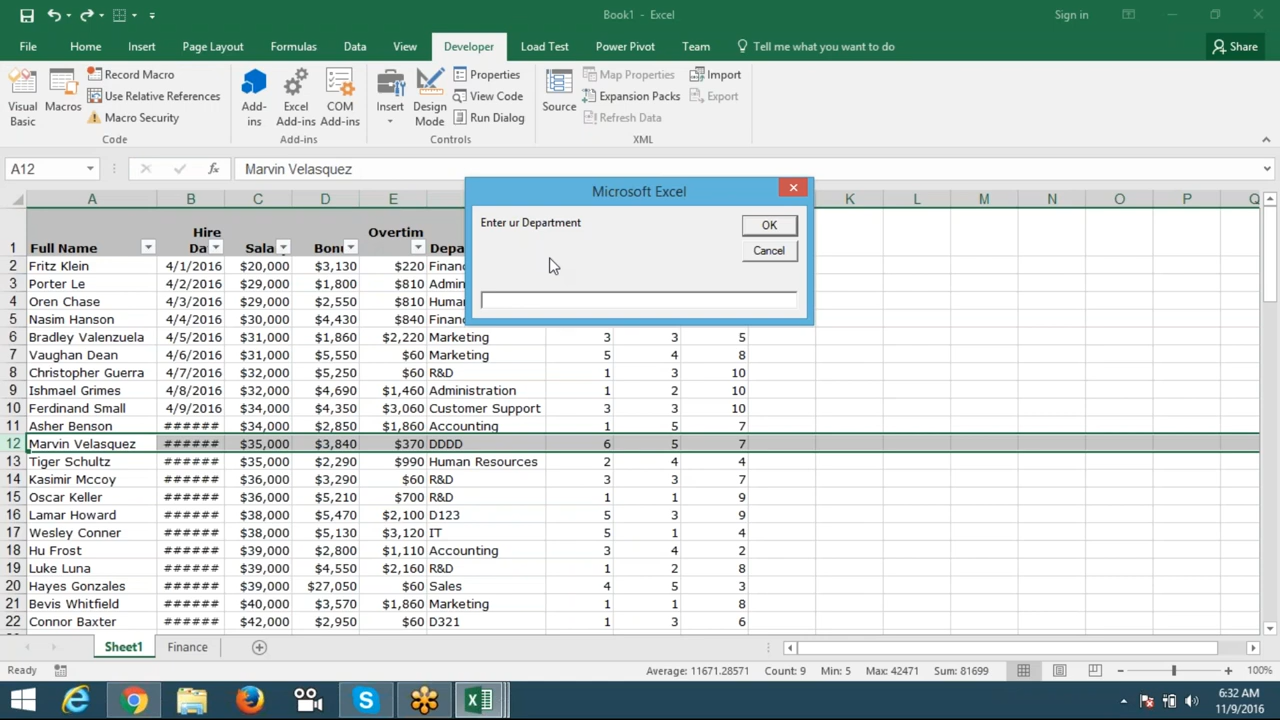 Book1 - Excel
Sign in
File Home Insert Page Layout Formulas Data View Developer Load Test Power Pivot Team Tell me what you want to do Share
Visual Basic
Macros
Record Macro
Use Relative References
Macro Security
Code
Add-ins
Excel Add-ins
COM Add-ins
Add-ins
Insert
Design Mode
Properties
View Code
Run Dialog
Controls
Source
Map Properties
Expansion Packs
Refresh Data
Import
Export
XML
A12 fx Marvin Velasquez
Microsoft Excel
Enter ur Department
OK
Cancel
A B C D E K L M N O P Q
1 Full Name Hire Da Sala Bonu Overtim Depa
2 Fritz Klein 4/1/2016 $20,000 $3,130 $220 Financ
3 Porter Le 4/2/2016 $29,000 $1,800 $810 Admin
4 Oren Chase 4/3/2016 $29,000 $2,550 $810 Huma
5 Nasim Hanson 4/4/2016 $30,000 $4,430 $840 Financ
6 Bradley Valenzuela 4/5/2016 $31,000 $1,860 $2,220 Marketing 3 3 5
7 Vaughan Dean 4/6/2016 $31,000 $5,550 $60 Marketing 5 4 8
8 Christopher Guerra 4/7/2016 $32,000 $5,250 $60 R&D 1 3 10
9 Ishmael Grimes 4/8/2016 $32,000 $4,690 $1,460 Administration 1 2 10
10 Ferdinand Small 4/9/2016 $34,000 $4,350 $3,060 Customer Support 3 3 10
11 Asher Benson ###### $34,000 $2,850 $1,860 Accounting 1 5 7
12 Marvin Velasquez ###### $35,000 $3,840 $370 DDDD 6 5 7
13 Tiger Schultz ###### $35,000 $2,290 $990 Human Resources 2 4 4
14 Kasimir Mccoy ###### $36,000 $3,290 $60 R&D 3 3 7
15 Oscar Keller ###### $36,000 $5,210 $700 R&D 1 1 9
16 Lamar Howard ###### $38,000 $5,470 $2,100 D123 5 3 9
17 Wesley Conner ###### $38,000 $5,130 $3,120 IT 5 1 4
18 Hu Frost ###### $39,000 $2,800 $1,110 Accounting 3 4 2
19 Luke Luna ###### $39,000 $4,550 $2,160 R&D 1 2 8
20 Hayes Gonzales ###### $39,000 $27,050 $60 Sales 4 5 3
21 Bevis Whitfield ###### $40,000 $3,570 $1,860 Marketing 1 1 8
22 Connor Baxter ###### $42,000 $2,950 $60 D321 1 3 6
Sheet1 Finance
Ready Average: 11671.28571 Count: 9 Min: 5 Max: 42471 Sum: 81699 100%
6:32 AM
11/9/2016